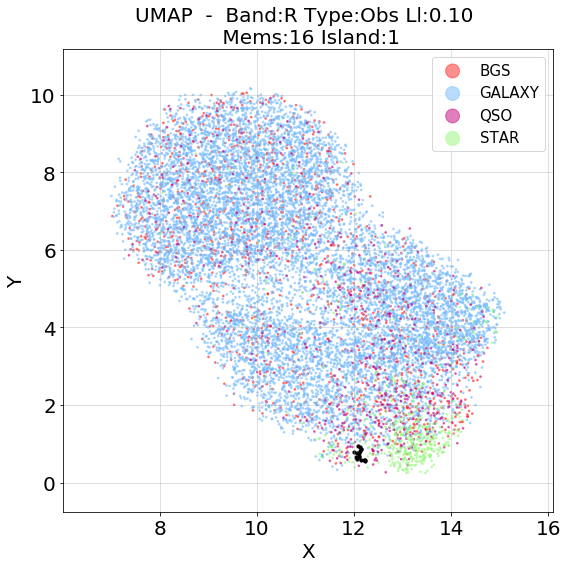 UMAP  -  Band:R Type:Obs Ll:0.10
Mems:16 Island:1
BGS
GALAXY
QSO
STAR
10
8
6
4
2
0
Y
8 10 12 14 16
X